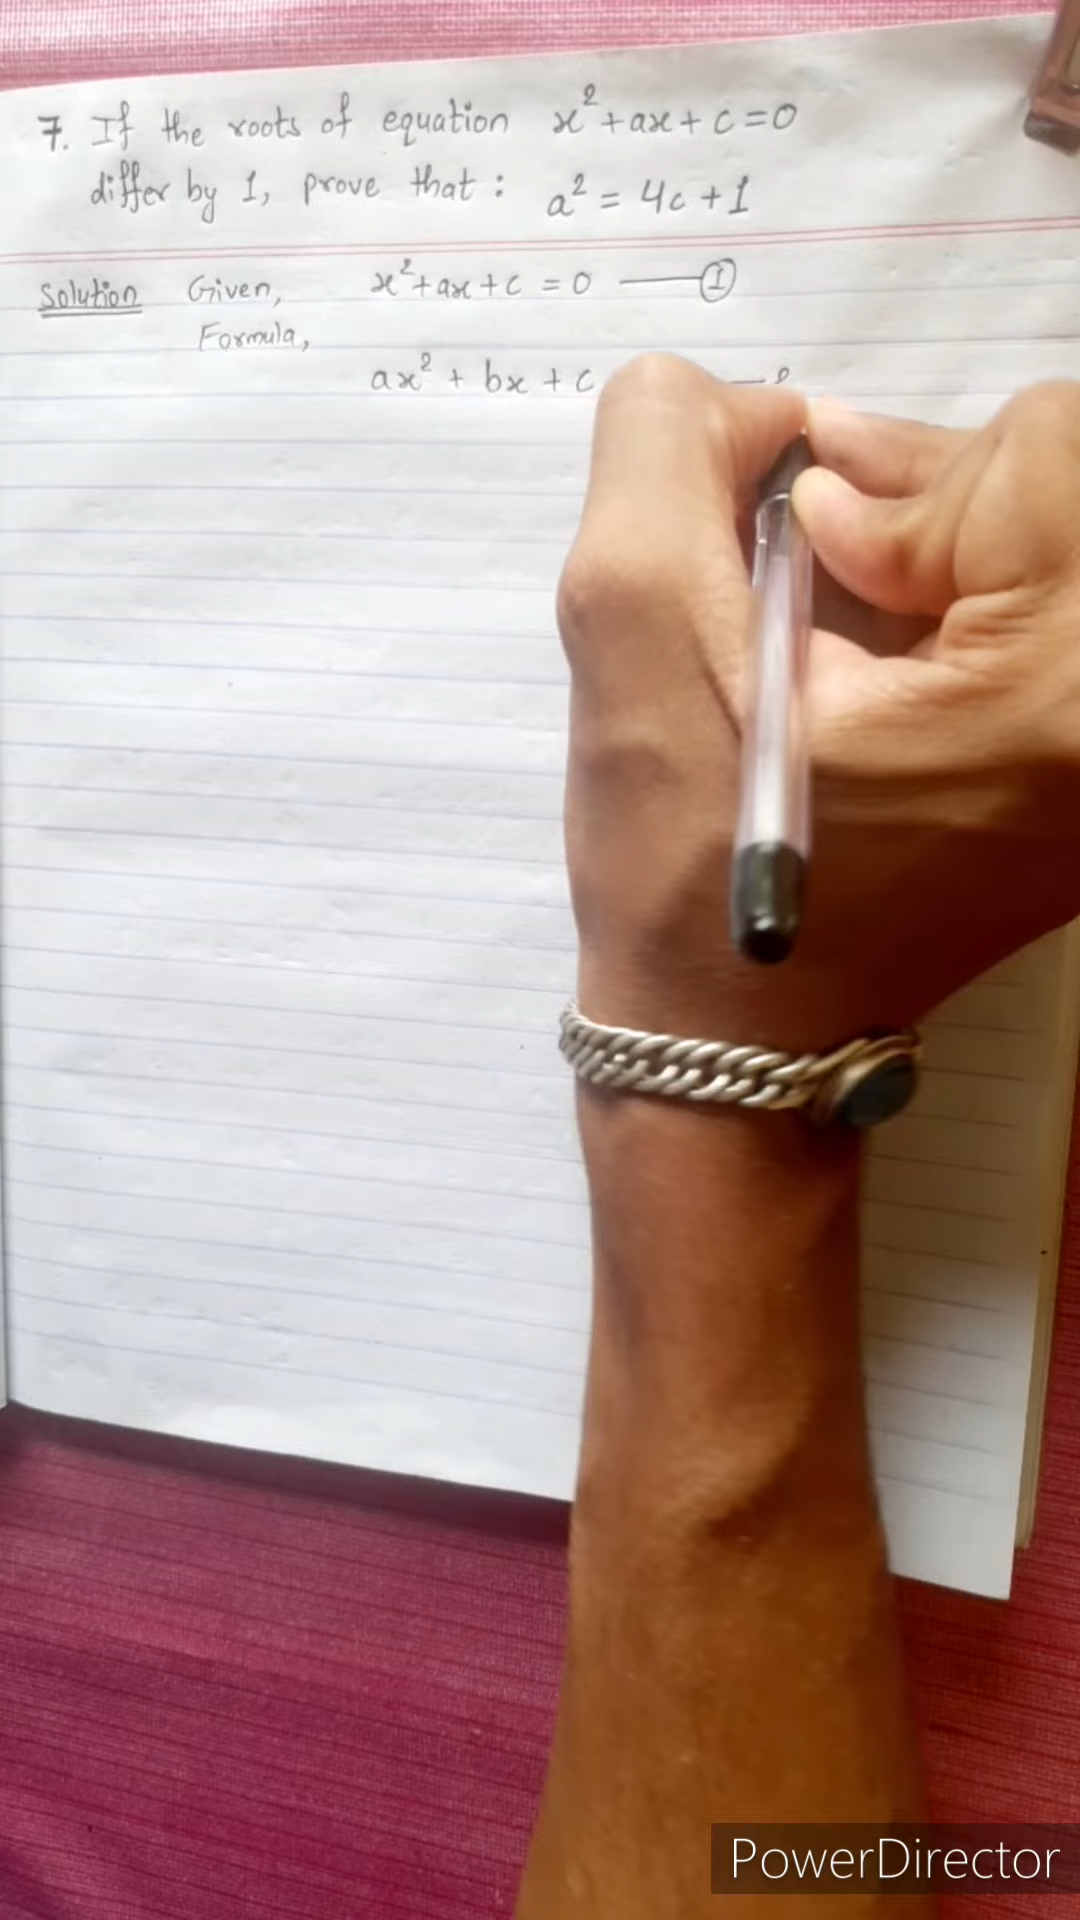 7. If the roots of equation x²+ax+c=0
differ by 1, prove that : a² = 4c+1
Solution Given, x²+ax+c = 0 —— ①
Formula,
ax² + bx + c
PowerDirector